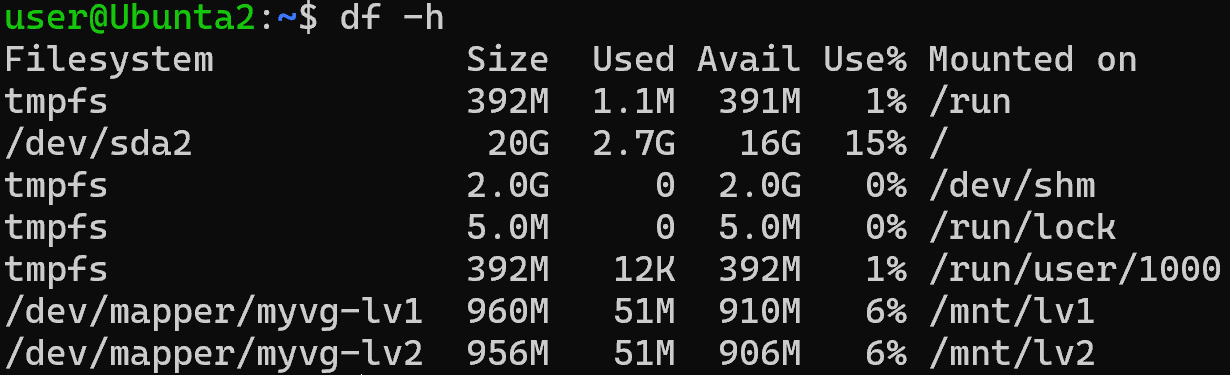 user@Ubunta2:~$ df -h
Filesystem            Size  Used Avail Use% Mounted on
tmpfs                 392M  1.1M  391M   1% /run
/dev/sda2              20G  2.7G   16G  15% /
tmpfs                 2.0G     0  2.0G   0% /dev/shm
tmpfs                 5.0M     0  5.0M   0% /run/lock
tmpfs                 392M   12K  392M   1% /run/user/1000
/dev/mapper/myvg-lv1  960M   51M  910M   6% /mnt/lv1
/dev/mapper/myvg-lv2  956M   51M  906M   6% /mnt/lv2